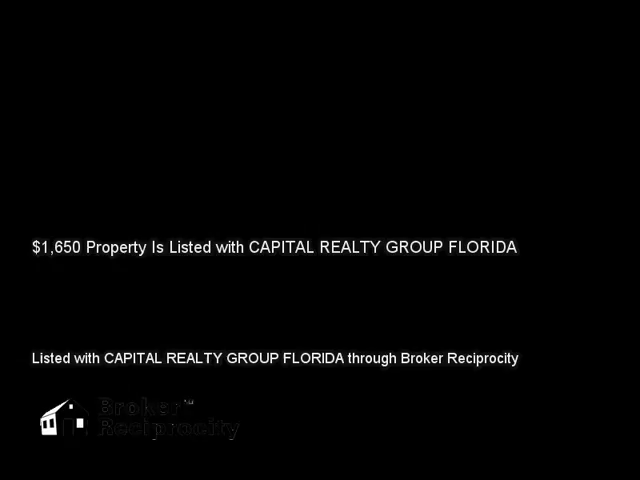 $1,650 Property Is Listed with CAPITAL REALTY GROUP FLORIDA
Listed with CAPITAL REALTY GROUP FLORIDA through Broker Reciprocity
Broker™
Reciprocity